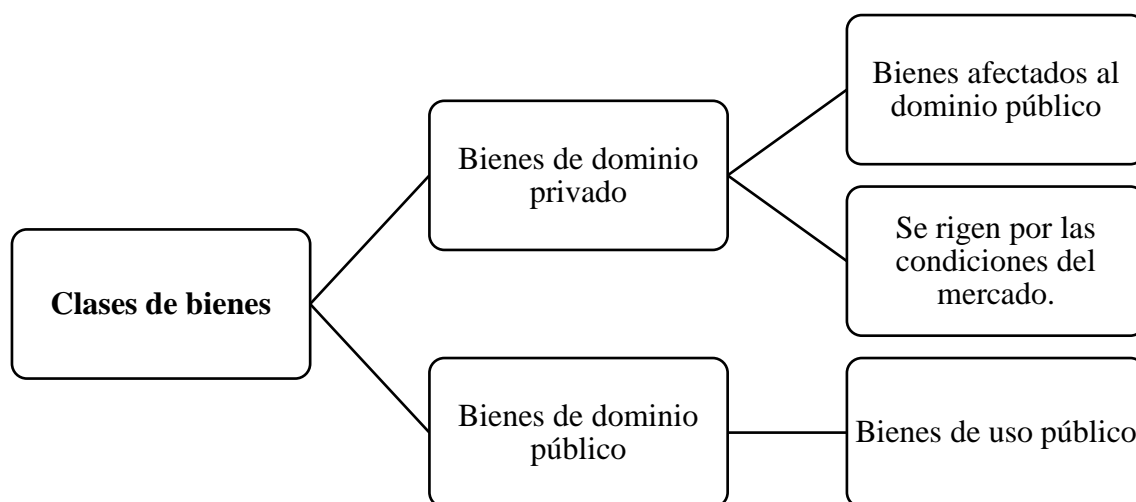 Clases de bienes
Bienes de dominio
privado
Bienes afectados al
dominio público
Se rigen por las
condiciones del
mercado.
Bienes de dominio
público
Bienes de uso público